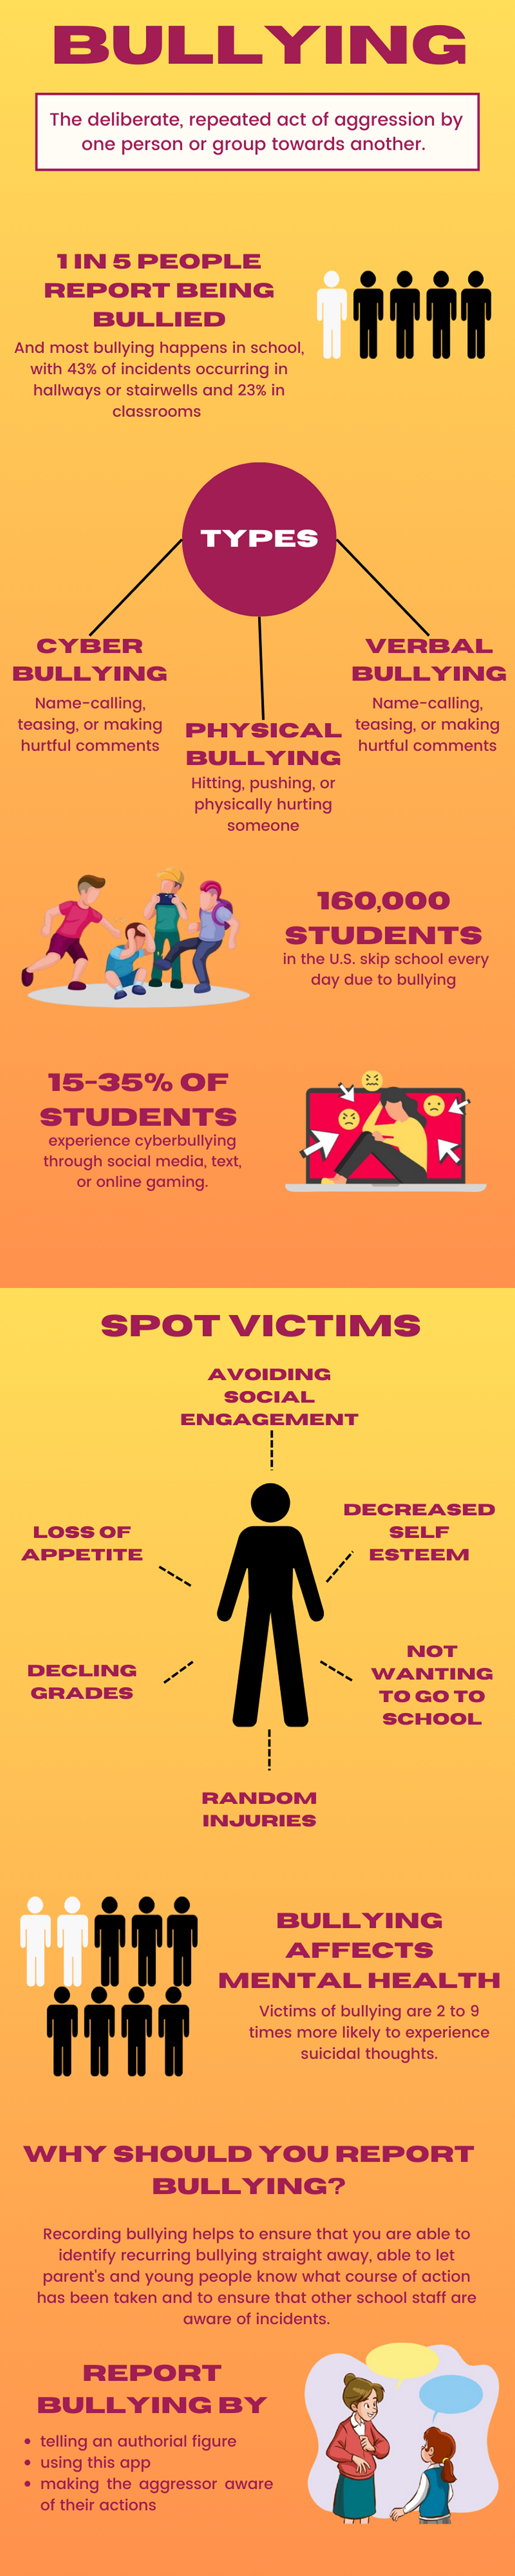 BULLYING
The deliberate, repeated act of aggression by
one person or group towards another.
1 IN 5 PEOPLE
REPORT BEING
BULLIED
And most bullying happens in school,
with 43% of incidents occurring in
hallways or stairwells and 23% in
classrooms
TYPES
CYBER
BULLYING
Name-calling,
teasing, or making
hurtful comments
PHYSICAL
BULLYING
Hitting, pushing, or
physically hurting
someone
VERBAL
BULLYING
Name-calling,
teasing, or making
hurtful comments
160,000
STUDENTS
in the U.S. skip school every
day due to bullying
15-35% OF
STUDENTS
experience cyberbullying
through social media, text,
or online gaming.
SPOT VICTIMS
AVOIDING
SOCIAL
ENGAGEMENT
LOSS OF
APPETITE
DECREASED
SELF
ESTEEM
DECLING
GRADES
NOT
WANTING
TO GO TO
SCHOOL
RANDOM
INJURIES
BULLYING
AFFECTS
MENTAL HEALTH
Victims of bullying are 2 to 9
times more likely to experience
suicidal thoughts.
WHY SHOULD YOU REPORT
BULLYING?
Recording bullying helps to ensure that you are able to
identify recurring bullying straight away, able to let
parent's and young people know what course of action
has been taken and to ensure that other school staff are
aware of incidents.
REPORT
BULLYING BY
• telling an authorial figure
• using this app
• making the aggressor aware
of their actions